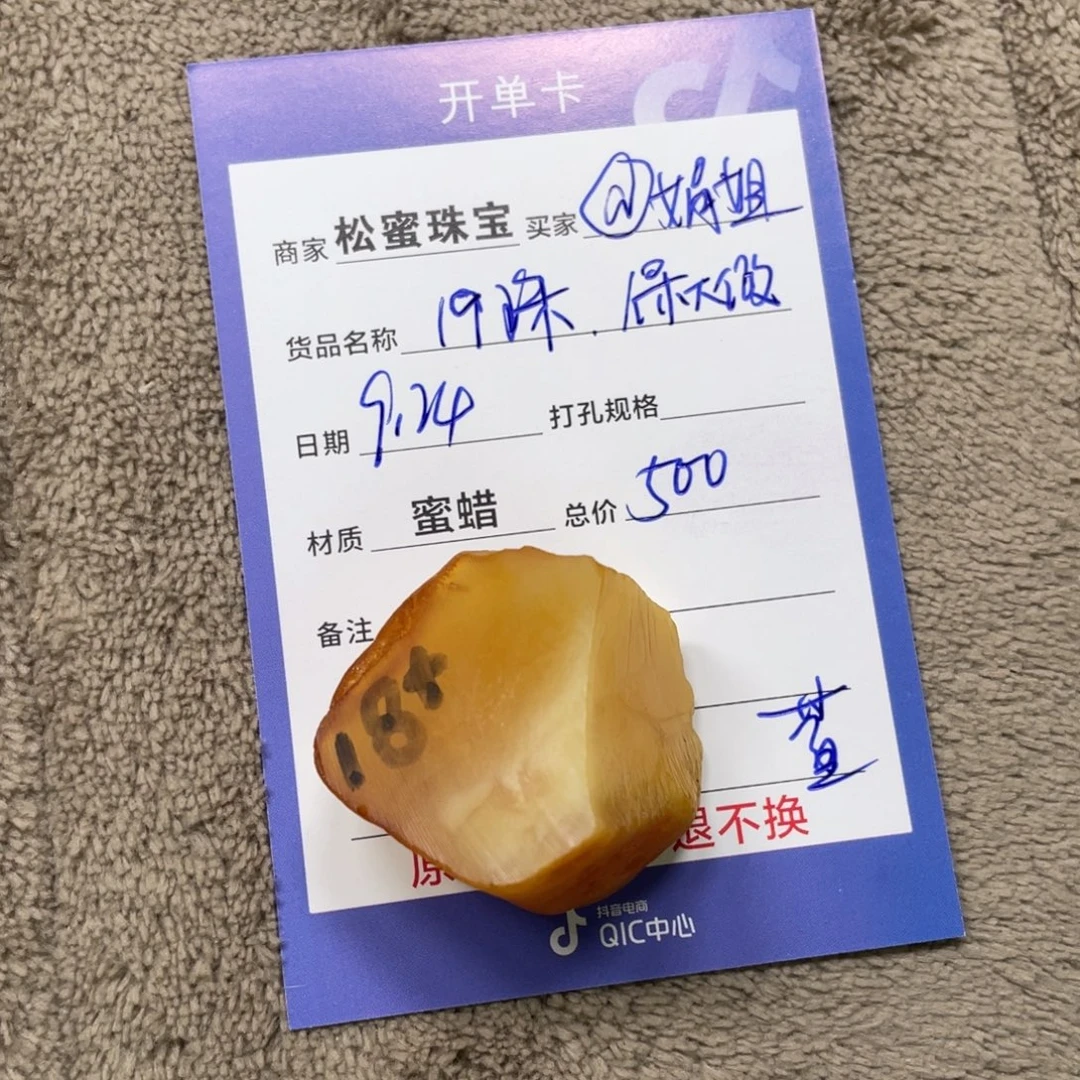 开单卡
商家 松蜜珠宝 买家 @娟姐
货品名称 19珠.保大做
日期 9.24 打孔规格
材质 蜜蜡 总价 500
备注
18+
原 退不换
抖音电商
QIC中心